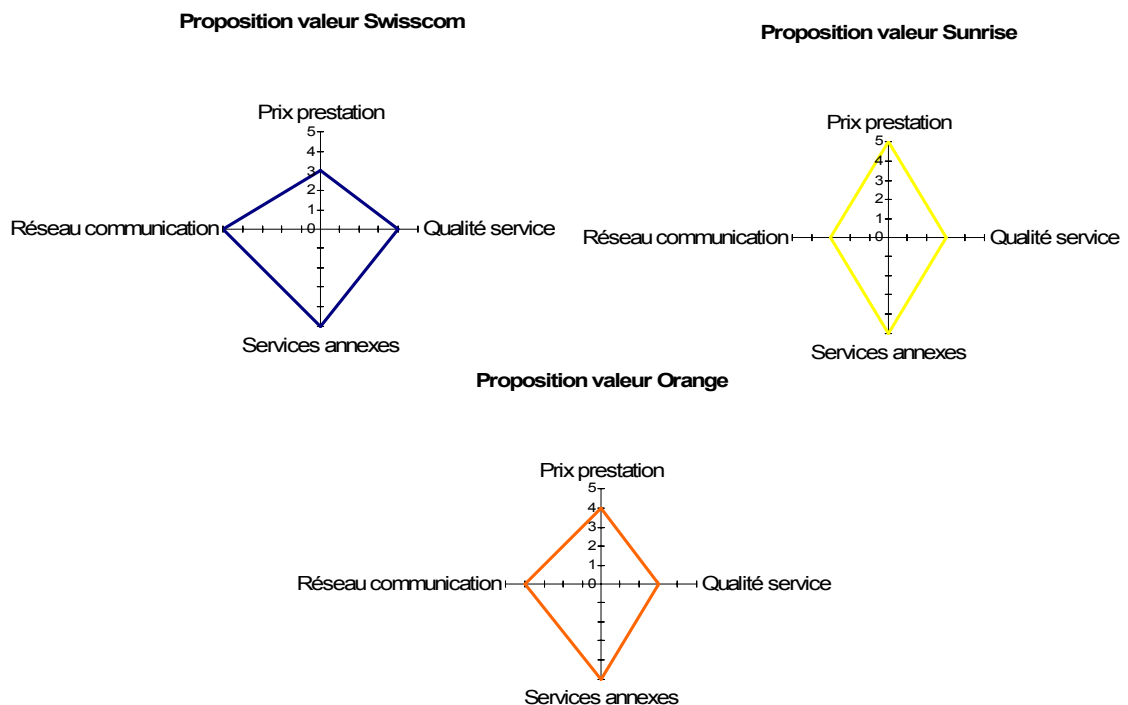 Proposition valeur Swisscom
Prix prestation
5
4
3
2
1
0
Réseau communication
Qualité service
Services annexes
Proposition valeur Sunrise
Prix prestation
5
4
3
2
1
0
Réseau communication
Qualité service
Services annexes
Proposition valeur Orange
Prix prestation
5
4
3
2
1
0
Réseau communication
Qualité service
Services annexes